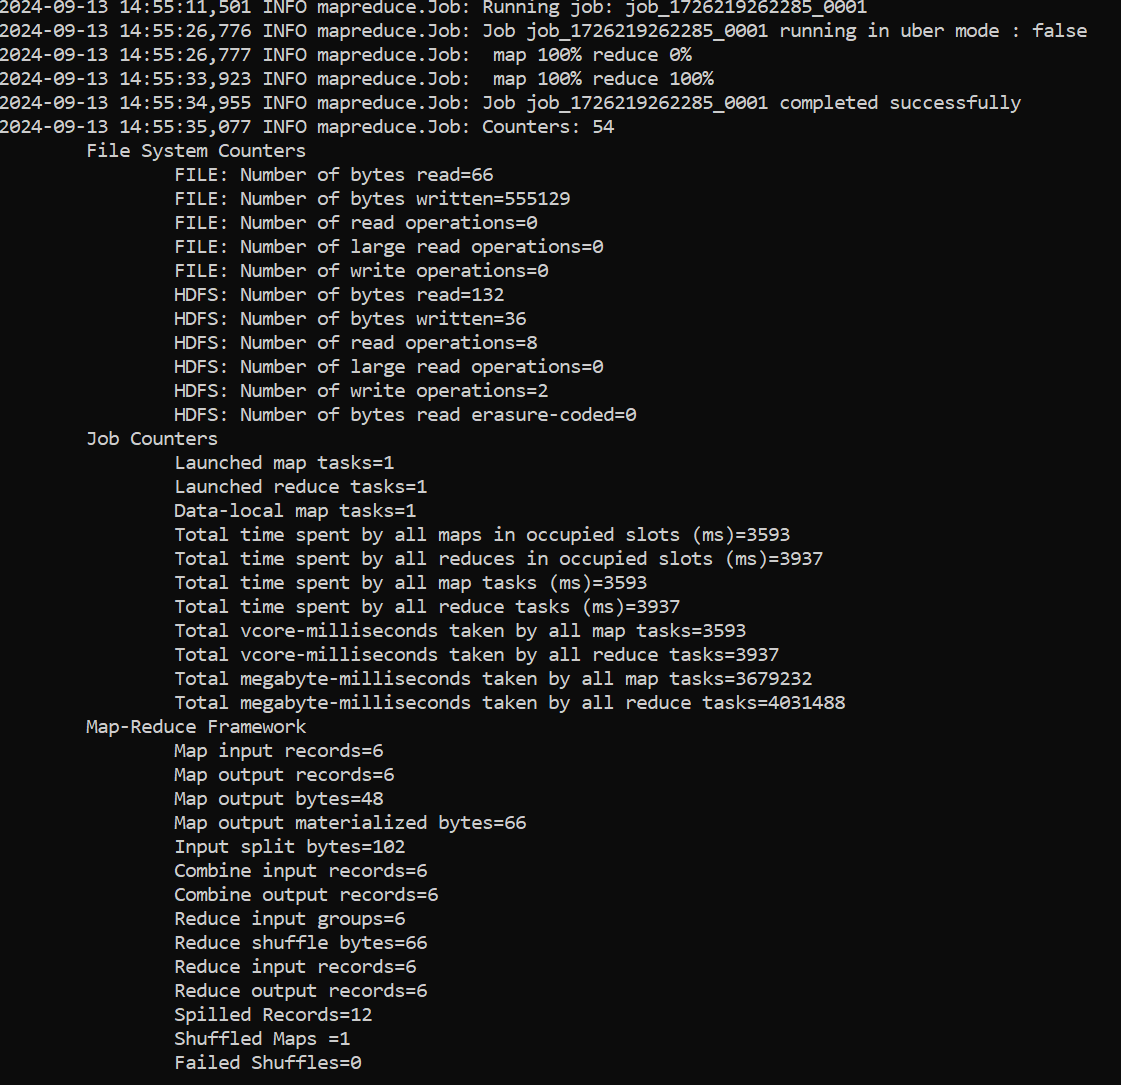 2024-09-13 14:55:11,501 INFO mapreduce.Job: Running job: job_1726219262285_0001
2024-09-13 14:55:26,776 INFO mapreduce.Job: Job job_1726219262285_0001 running in uber mode : false
2024-09-13 14:55:26,777 INFO mapreduce.Job:  map 100% reduce 0%
2024-09-13 14:55:33,923 INFO mapreduce.Job:  map 100% reduce 100%
2024-09-13 14:55:34,955 INFO mapreduce.Job: Job job_1726219262285_0001 completed successfully
2024-09-13 14:55:35,077 INFO mapreduce.Job: Counters: 54
File System Counters
FILE: Number of bytes read=66
FILE: Number of bytes written=555129
FILE: Number of read operations=0
FILE: Number of large read operations=0
FILE: Number of write operations=0
HDFS: Number of bytes read=132
HDFS: Number of bytes written=36
HDFS: Number of read operations=8
HDFS: Number of large read operations=0
HDFS: Number of write operations=2
HDFS: Number of bytes read erasure-coded=0
Job Counters
Launched map tasks=1
Launched reduce tasks=1
Data-local map tasks=1
Total time spent by all maps in occupied slots (ms)=3593
Total time spent by all reduces in occupied slots (ms)=3937
Total time spent by all map tasks (ms)=3593
Total time spent by all reduce tasks (ms)=3937
Total vcore-milliseconds taken by all map tasks=3593
Total vcore-milliseconds taken by all reduce tasks=3937
Total megabyte-milliseconds taken by all map tasks=3679232
Total megabyte-milliseconds taken by all reduce tasks=4031488
Map-Reduce Framework
Map input records=6
Map output records=6
Map output bytes=48
Map output materialized bytes=66
Input split bytes=102
Combine input records=6
Combine output records=6
Reduce input groups=6
Reduce shuffle bytes=66
Reduce input records=6
Reduce output records=6
Spilled Records=12
Shuffled Maps =1
Failed Shuffles=0